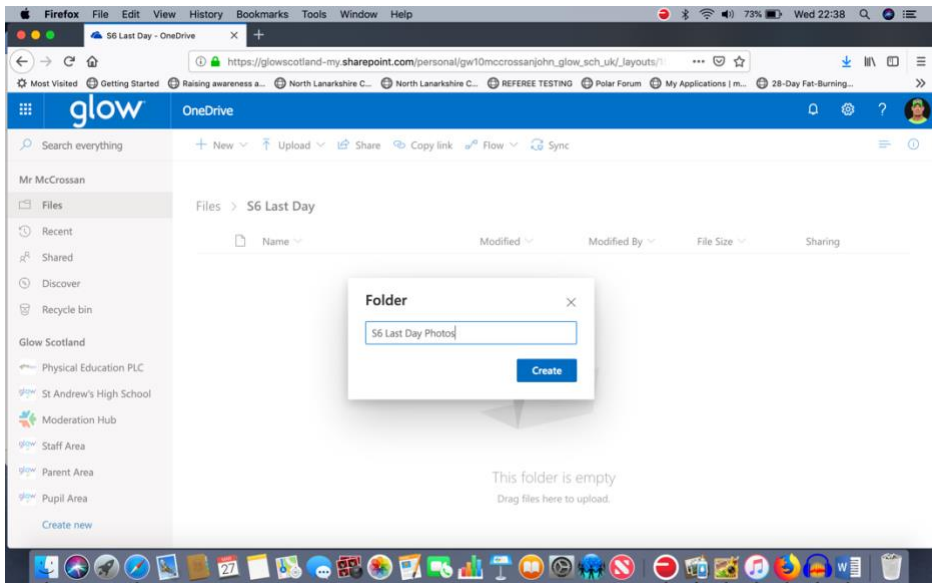 Firefox File Edit View History Bookmarks Tools Window Help 73% Wed 22:38
S6 Last Day - OneDrive
https://glowscotland-my.sharepoint.com/personal/gw10mccrossanjohn_glow_sch_uk/_layouts/1
Most Visited Getting Started Raising awareness a... North Lanarkshire C... North Lanarkshire C... REFEREE TESTING Polar Forum My Applications | m... 28-Day Fat-Burning...
glow OneDrive ?
Search everything + New Upload Share Copy link Flow Sync
Mr McCrossan
Files
Files > S6 Last Day
Recent
Name Modified Modified By File Size Sharing
Shared
Discover
Recycle bin
Folder
S6 Last Day Photos
Create
Glow Scotland
Physical Education PLC
St Andrew's High School
Moderation Hub
Staff Area
Parent Area
Pupil Area
Create new
This folder is empty
Drag files here to upload.
27